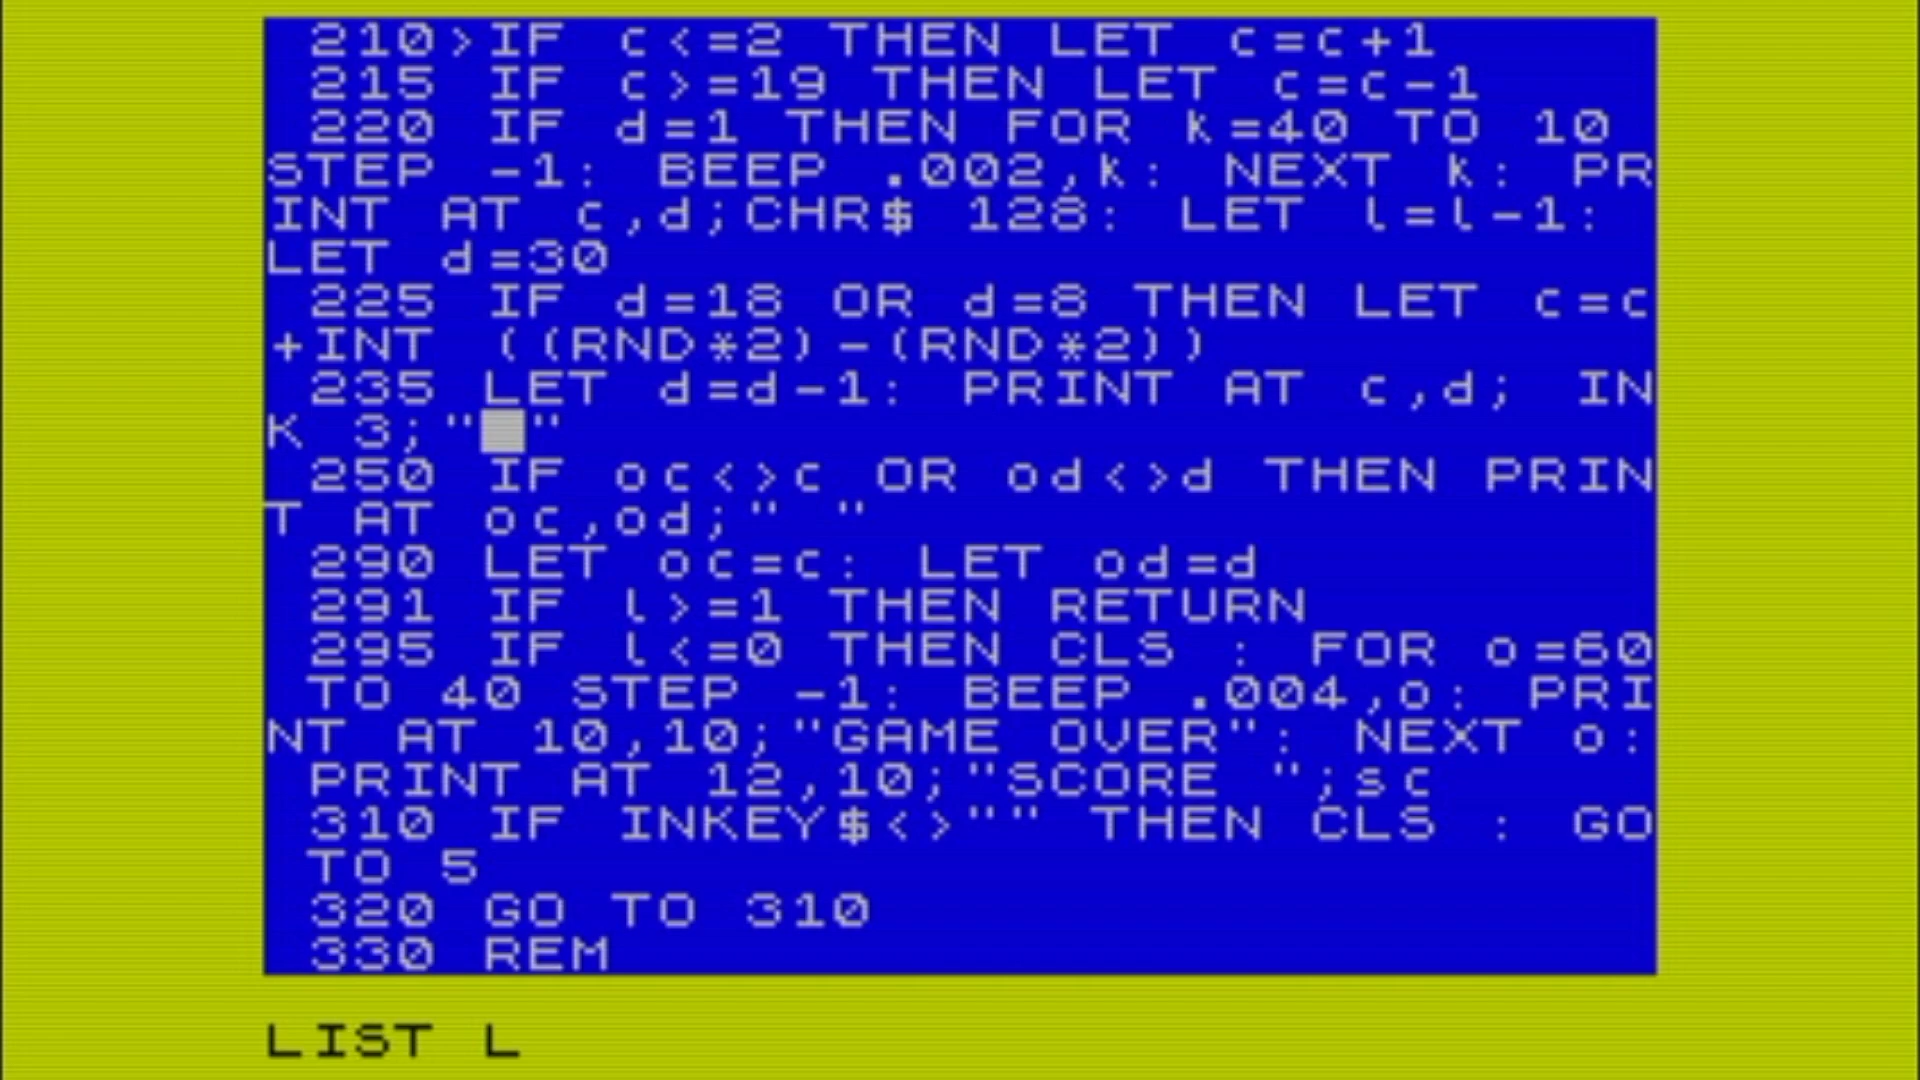 210>IF c<=2 THEN LET c=c+1
215 IF c>=19 THEN LET c=c-1
220 IF d=1 THEN FOR k=40 TO 10
STEP -1: BEEP .002,k: NEXT k: PR
INT AT c,d;CHR$ 128: LET l=l-1:
LET d=30
225 IF d=18 OR d=8 THEN LET c=c
+INT ((RND*2)-(RND*2))
235 LET d=d-1: PRINT AT c,d; IN
K 3;"█"
250 IF oc<>c OR od<>d THEN PRIN
T AT oc,od;" "
290 LET oc=c: LET od=d
291 IF l>=1 THEN RETURN
295 IF l<=0 THEN CLS : FOR o=60
TO 40 STEP -1: BEEP .004,o: PRI
NT AT 10,10;"GAME OVER": NEXT o:
PRINT AT 12,10;"SCORE ";sc
310 IF INKEY$<>"" THEN CLS : GO
TO 5
320 GO TO 310
330 REM
LIST L